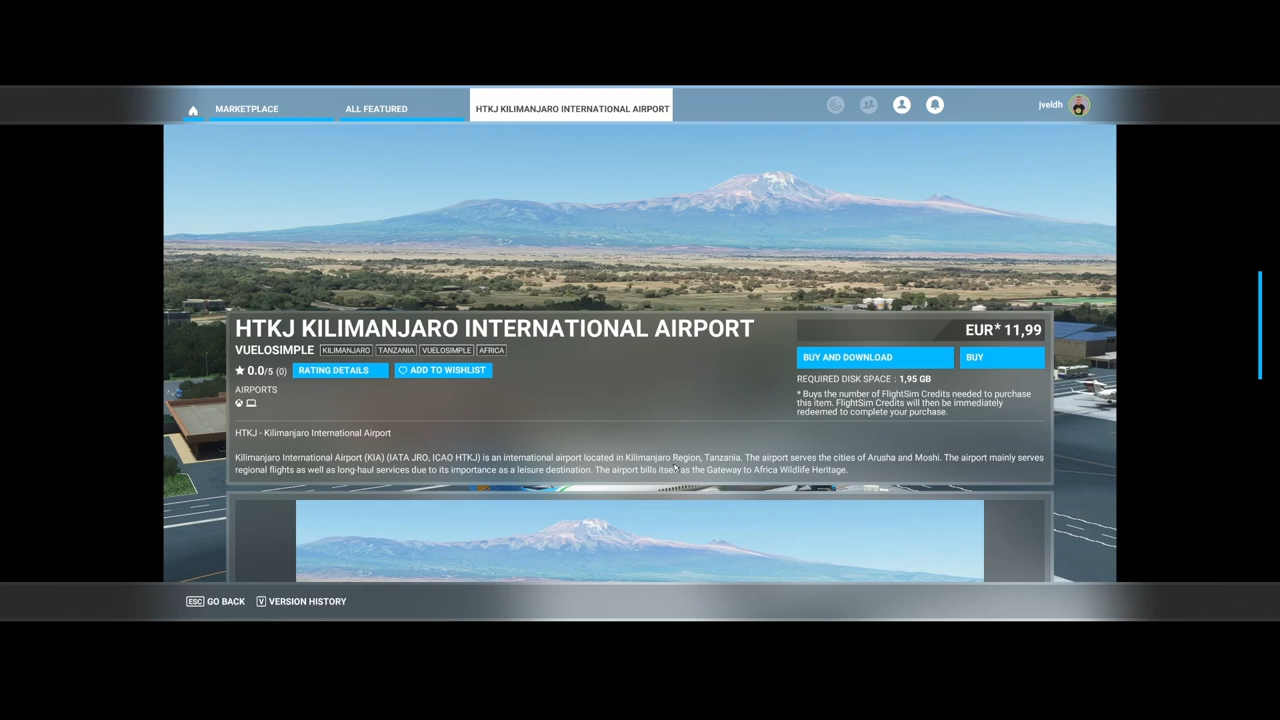 MARKETPLACE
ALL FEATURED
HTKJ KILIMANJARO INTERNATIONAL AIRPORT
jveldh
HTKJ KILIMANJARO INTERNATIONAL AIRPORT
EUR* 11,99
VUELOSIMPLE KILIMANJARO TANZANIA VUELOSIMPLE AFRICA
BUY AND DOWNLOAD
BUY
0.0/5 (0) RATING DETAILS ADD TO WISHLIST
REQUIRED DISK SPACE : 1,95 GB
AIRPORTS
* Buys the number of FlightSim Credits needed to purchase
this item. FlightSim Credits will then be immediately
redeemed to complete your purchase.
HTKJ - Kilimanjaro International Airport
Kilimanjaro International Airport (KIA) (IATA JRO, ICAO HTKJ) is an international airport located in Kilimanjaro Region, Tanzania. The airport serves the cities of Arusha and Moshi. The airport mainly serves
regional flights as well as long-haul services due to its importance as a leisure destination. The airport bills itself as the Gateway to Africa Wildlife Heritage.
ESC GO BACK V VERSION HISTORY